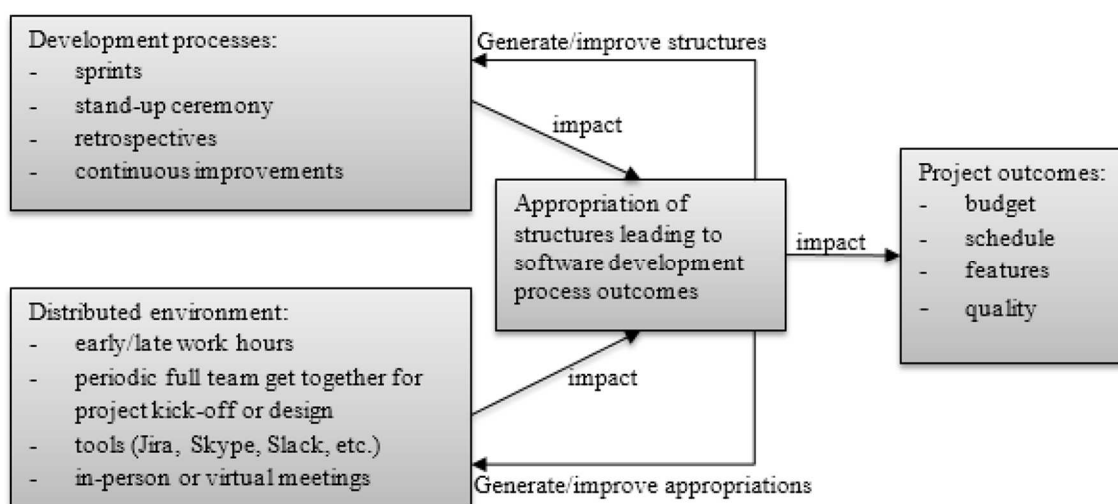 Development processes:
- sprints
- stand-up ceremony
- retrospectives
- continuous improvements
Generate/improve structures
impact
Appropriation of
structures leading to
software development
process outcomes
impact
Project outcomes:
- budget
- schedule
- features
- quality
Distributed environment:
- early/late work hours
- periodic full team get together for
project kick-off or design
- tools (Jira, Skype, Slack, etc.)
- in-person or virtual meetings
impact
Generate/improve appropriations